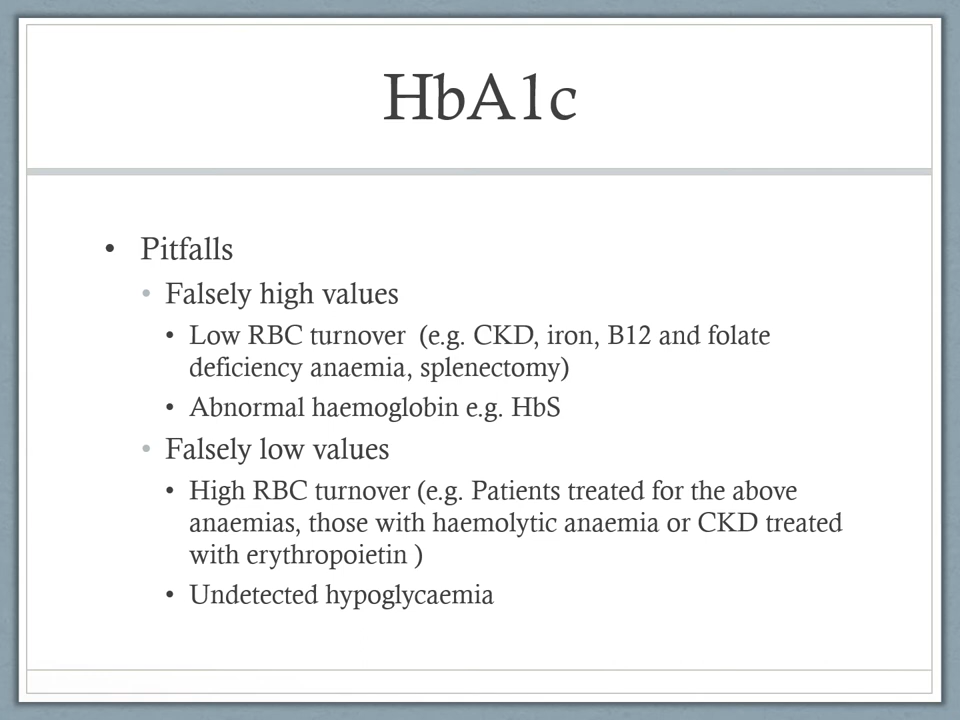 HbA1c
• Pitfalls
• Falsely high values
• Low RBC turnover (e.g. CKD, iron, B12 and folate
deficiency anaemia, splenectomy)
• Abnormal haemoglobin e.g. HbS
• Falsely low values
• High RBC turnover (e.g. Patients treated for the above
anaemias, those with haemolytic anaemia or CKD treated
with erythropoietin )
• Undetected hypoglycaemia